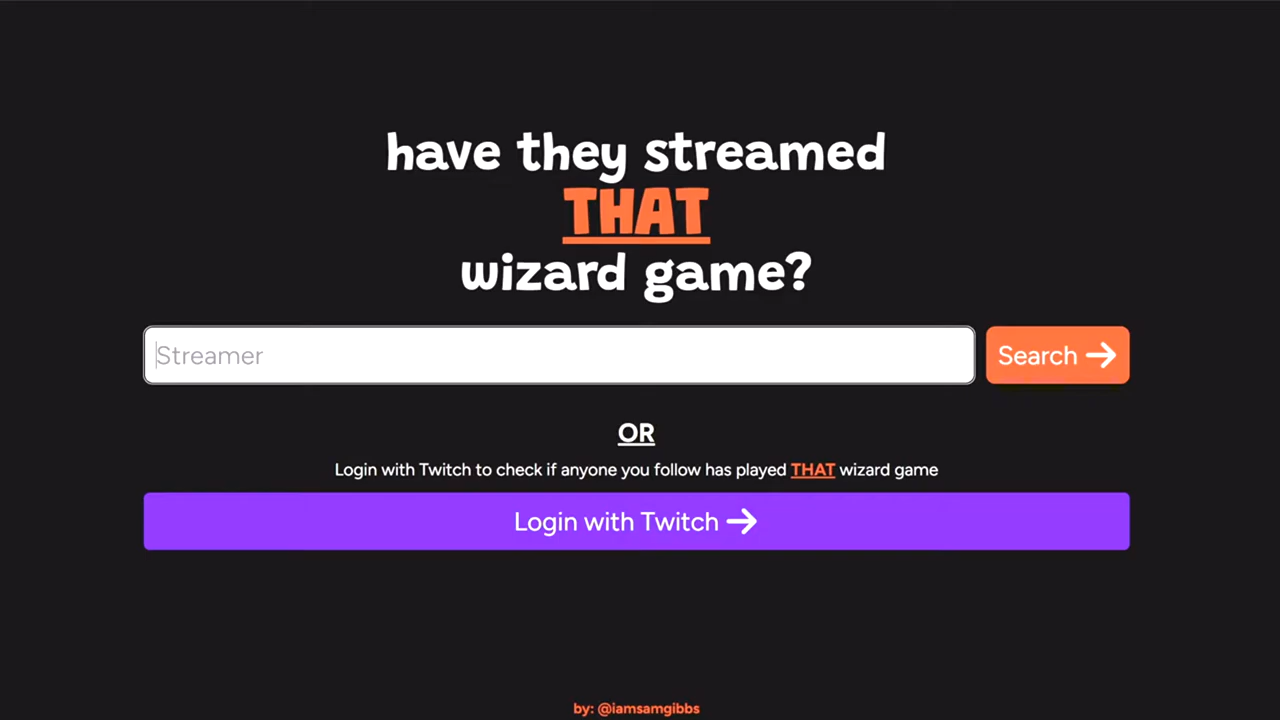 have they streamed
THAT
wizard game?
Streamer
Search
OR
Login with Twitch to check if anyone you follow has played THAT wizard game
Login with Twitch
by: @iamsamgibbs